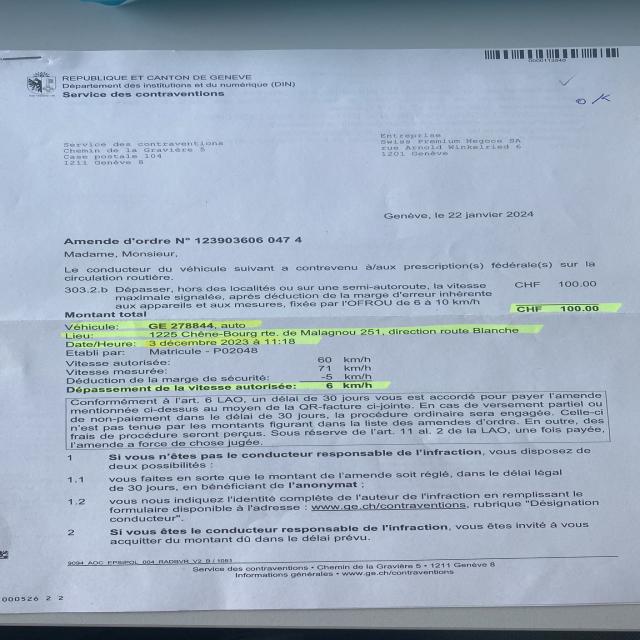 0000113949
OK
REPUBLIQUE ET CANTON DE GENEVE
Département des institutions et du numérique (DIN)
Service des contraventions
Service des contraventions
Chemin de la Gravière 5
Case postale 104
1211 Genève 8
Entreprise
Swiss Premium Negoce SA
rue Arnold Winkelried 6
1201 Genève
Genève, le 22 janvier 2024
Amende d'ordre N° 123903606 047 4
Madame, Monsieur,
Le conducteur du véhicule suivant a contrevenu à/aux prescription(s) fédérale(s) sur la
circulation routière.
303.2.b Dépasser, hors des localités ou sur une semi-autoroute, la vitesse CHF 100.00
maximale signalée, après déduction de la marge d'erreur inhérente
aux appareils et aux mesures, fixée par l'OFROU de 6 à 10 km/h
Montant total CHF 100.00
Véhicule: GE 278844, auto
Lieu: 1225 Chêne-Bourg rte. de Malagnou 251, direction route Blanche
Date/Heure: 3 décembre 2023 à 11:18
Etabli par: Matricule - P02048
Vitesse autorisée: 60 km/h
Vitesse mesurée: 71 km/h
Déduction de la marge de sécurité: -5 km/h
Dépassement de la vitesse autorisée: 6 km/h
Conformément à l'art. 6 LAO, un délai de 30 jours vous est accordé pour payer l'amende
mentionnée ci-dessus au moyen de la QR-facture ci-jointe. En cas de versement partiel ou
de non-paiement dans le délai de 30 jours, la procédure ordinaire sera engagée. Celle-ci
n'est pas tenue par les montants figurant dans la liste des amendes d'ordre. En outre, des
frais de procédure seront perçus. Sous réserve de l'art. 11 al. 2 de la LAO, une fois payée,
l'amende a force de chose jugée.
1 Si vous n'êtes pas le conducteur responsable de l'infraction, vous disposez de
deux possibilités :
1.1 vous faites en sorte que le montant de l'amende soit réglé, dans le délai légal
de 30 jours, en bénéficiant de l'anonymat ;
1.2 vous nous indiquez l'identité complète de l'auteur de l'infraction en remplissant le
formulaire disponible à l'adresse : www.ge.ch/contraventions, rubrique "Désignation
conducteur".
2 Si vous êtes le conducteur responsable de l'infraction, vous êtes invité à vous
acquitter du montant dû dans le délai prévu.
Service des contraventions • Chemin de la Gravière 5 • 1211 Genève 8
Informations générales • www.ge.ch/contraventions
000526 2 2